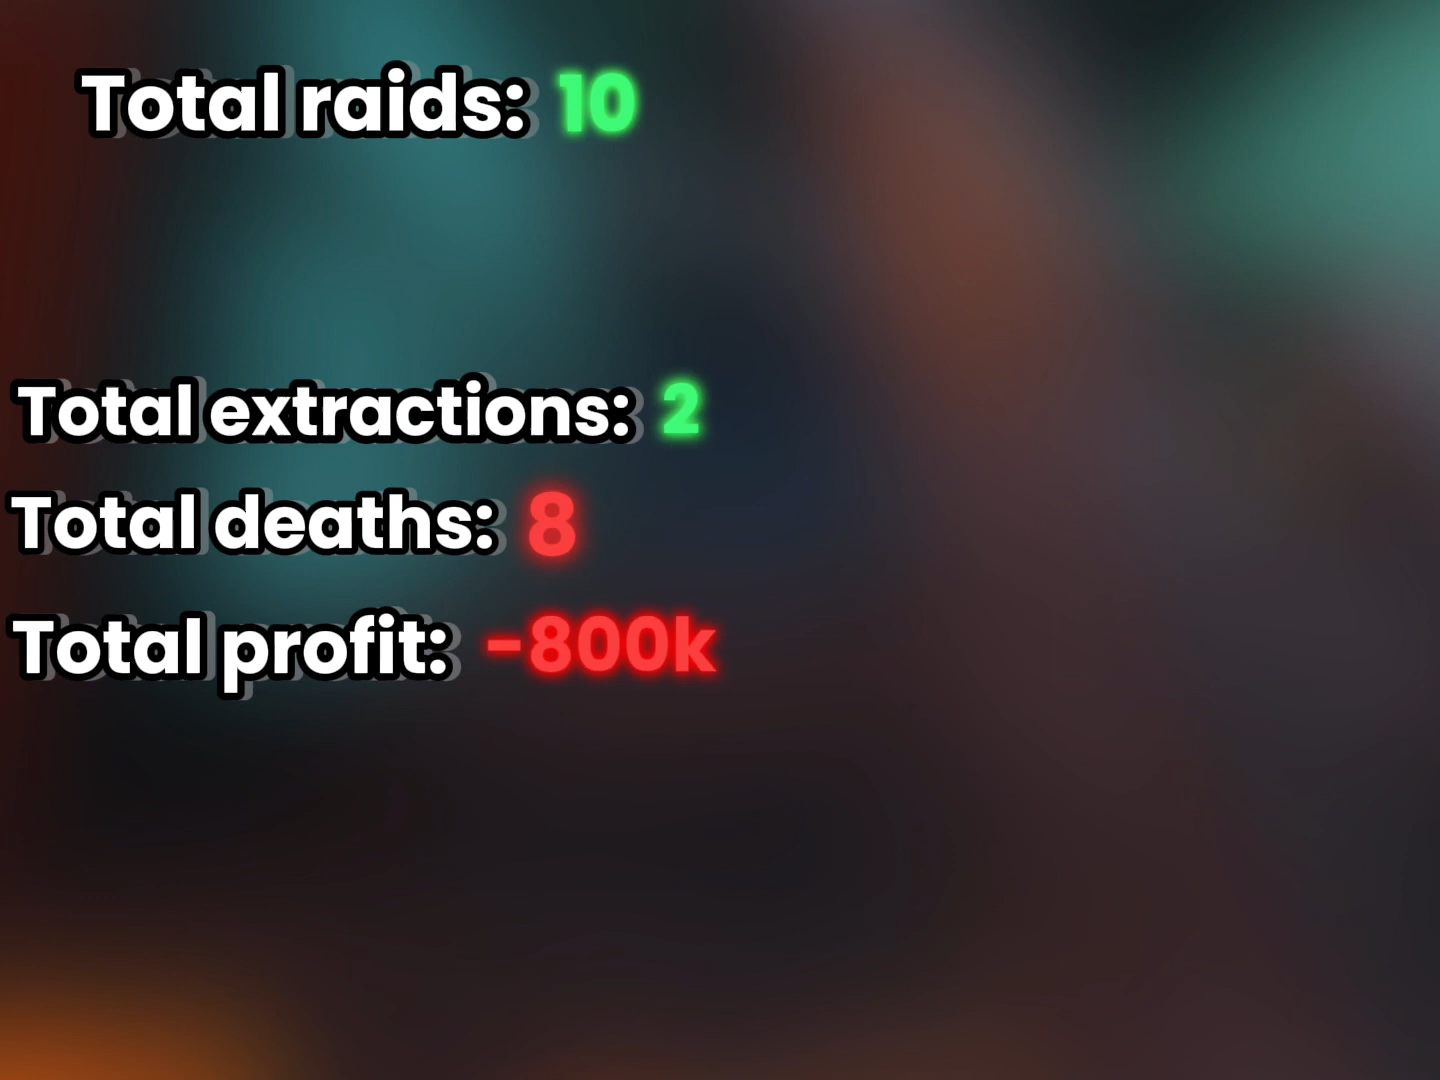 Total raids: 10
Total extractions: 2
Total deaths: 8
Total profit: -800k